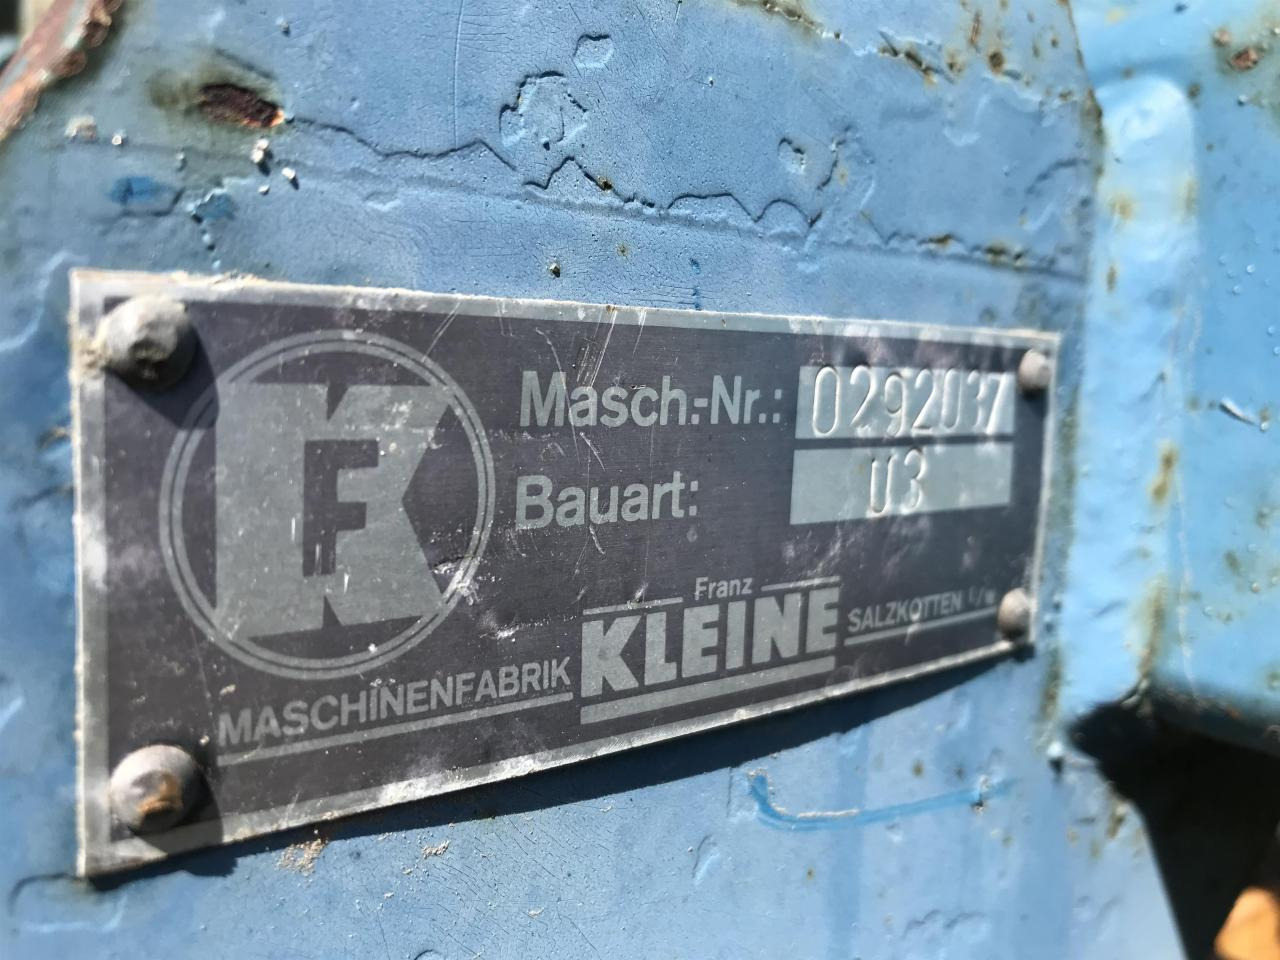 FK
Masch.-Nr.: 0292037
Bauart: U3
MASCHINENFABRIK Franz KLEINE SALZKOTTEN i/W